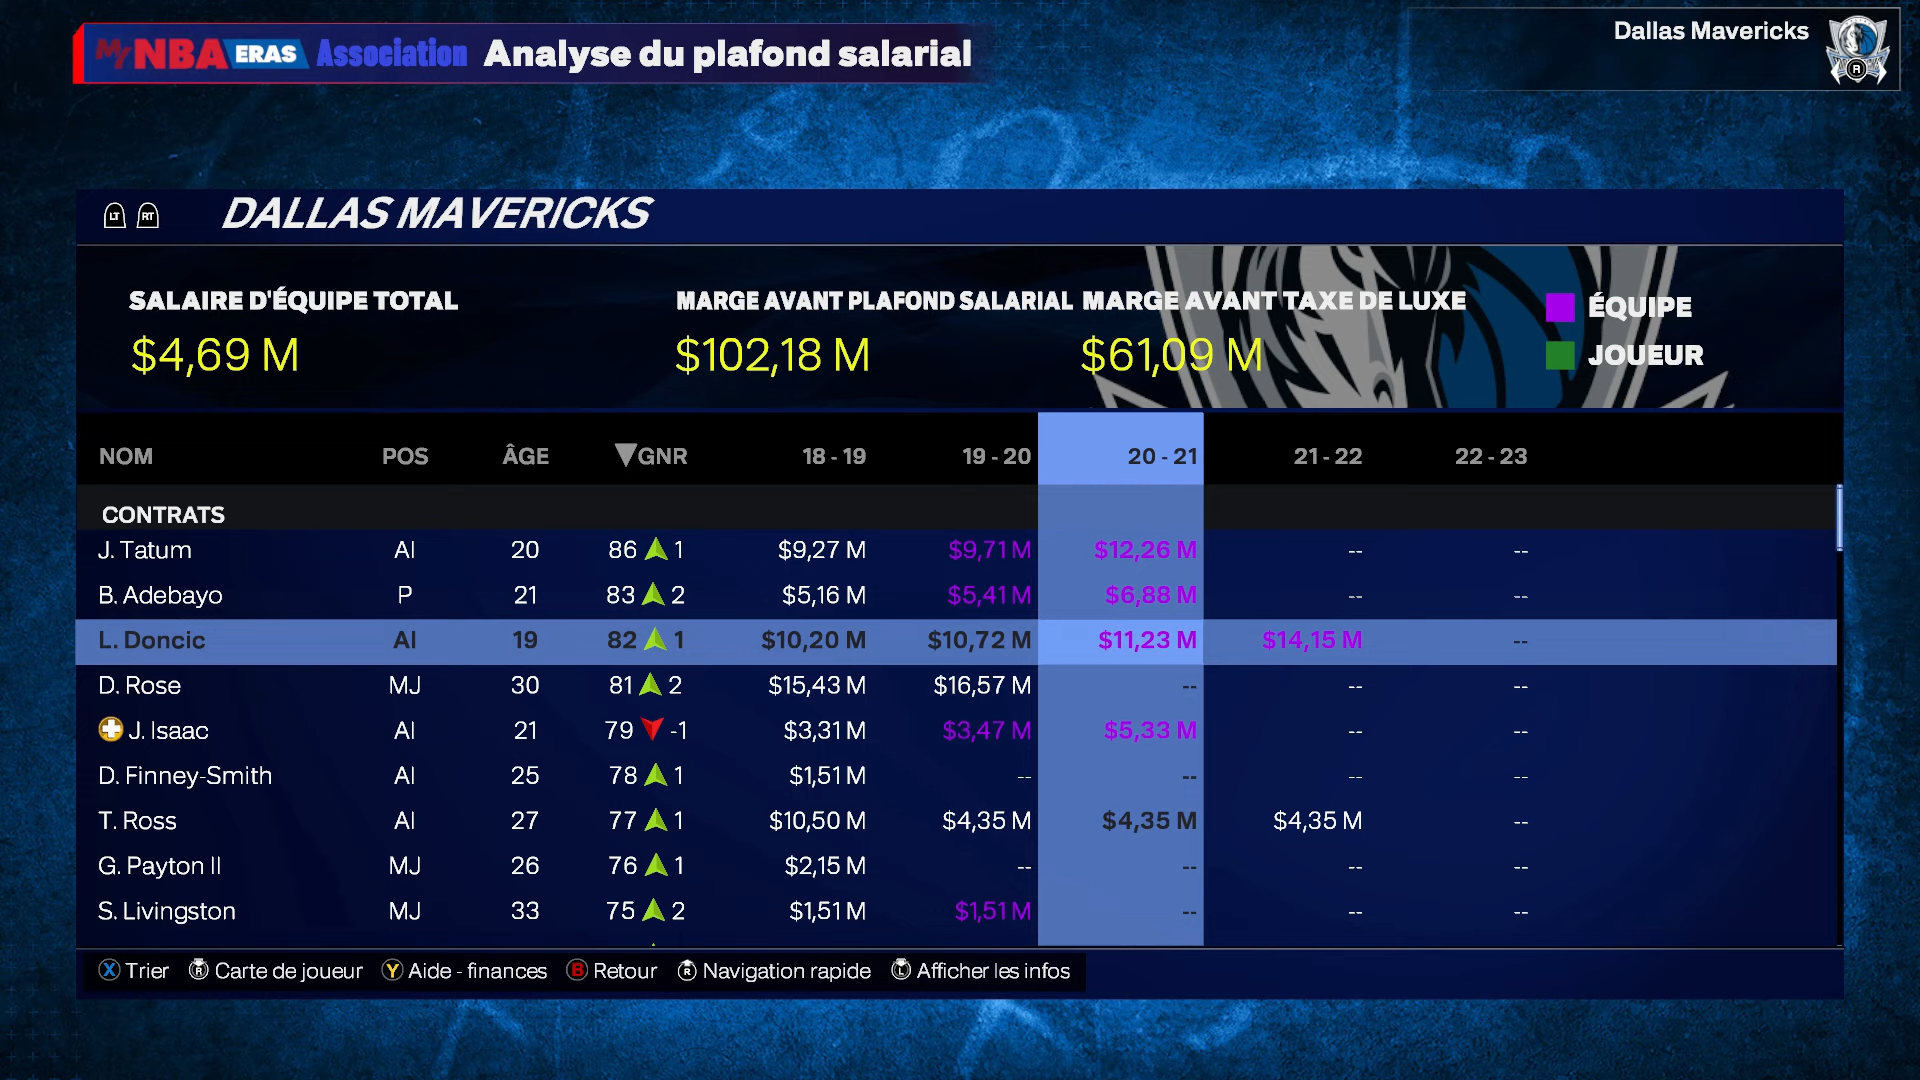 MyNBA ERAS Association Analyse du plafond salarial
Dallas Mavericks
R
LT RT DALLAS MAVERICKS
SALAIRE D'ÉQUIPE TOTAL MARGE AVANT PLAFOND SALARIAL MARGE AVANT TAXE DE LUXE ÉQUIPE
$4,69 M $102,18 M $61,09 M JOUEUR
NOM POS ÂGE ▼GNR 18 - 19 19 - 20 20 - 21 21 - 22 22 - 23
CONTRATS
J. Tatum AI 20 86 1 $9,27 M $9,71 M $12,26 M -- --
B. Adebayo P 21 83 2 $5,16 M $5,41 M $6,88 M -- --
L. Doncic AI 19 82 1 $10,20 M $10,72 M $11,23 M $14,15 M --
D. Rose MJ 30 81 2 $15,43 M $16,57 M -- -- --
J. Isaac AI 21 79 -1 $3,31 M $3,47 M $5,33 M -- --
D. Finney-Smith AI 25 78 1 $1,51 M -- -- -- --
T. Ross AI 27 77 1 $10,50 M $4,35 M $4,35 M $4,35 M --
G. Payton II MJ 26 76 1 $2,15 M -- -- -- --
S. Livingston MJ 33 75 2 $1,51 M $1,51 M -- -- --
X Trier R Carte de joueur Y Aide - finances B Retour R Navigation rapide L Afficher les infos